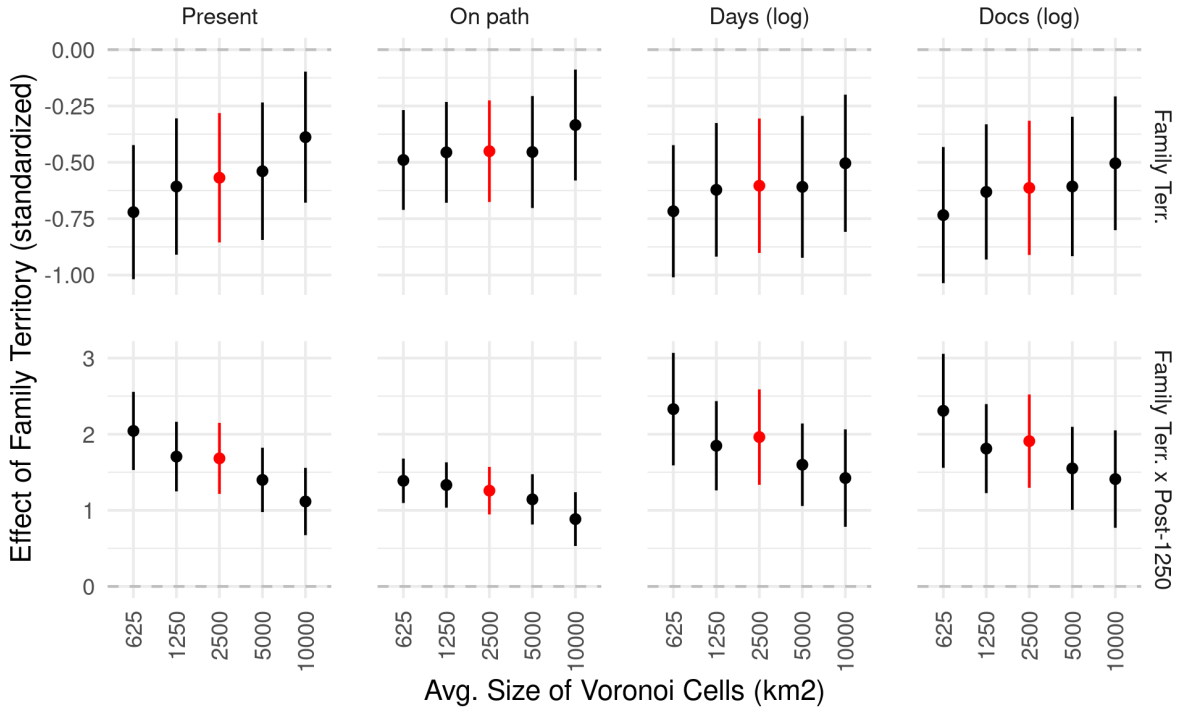 Present On path Days (log) Docs (log)
Effect of Family Territory (standardized)
0.00
-0.25
-0.50
-0.75
-1.00
Family Terr.
3
2
1
0
Family Terr. x Post-1250
625 1250 2500 5000 10000 625 1250 2500 5000 10000 625 1250 2500 5000 10000 625 1250 2500 5000 10000
Avg. Size of Voronoi Cells (km2)